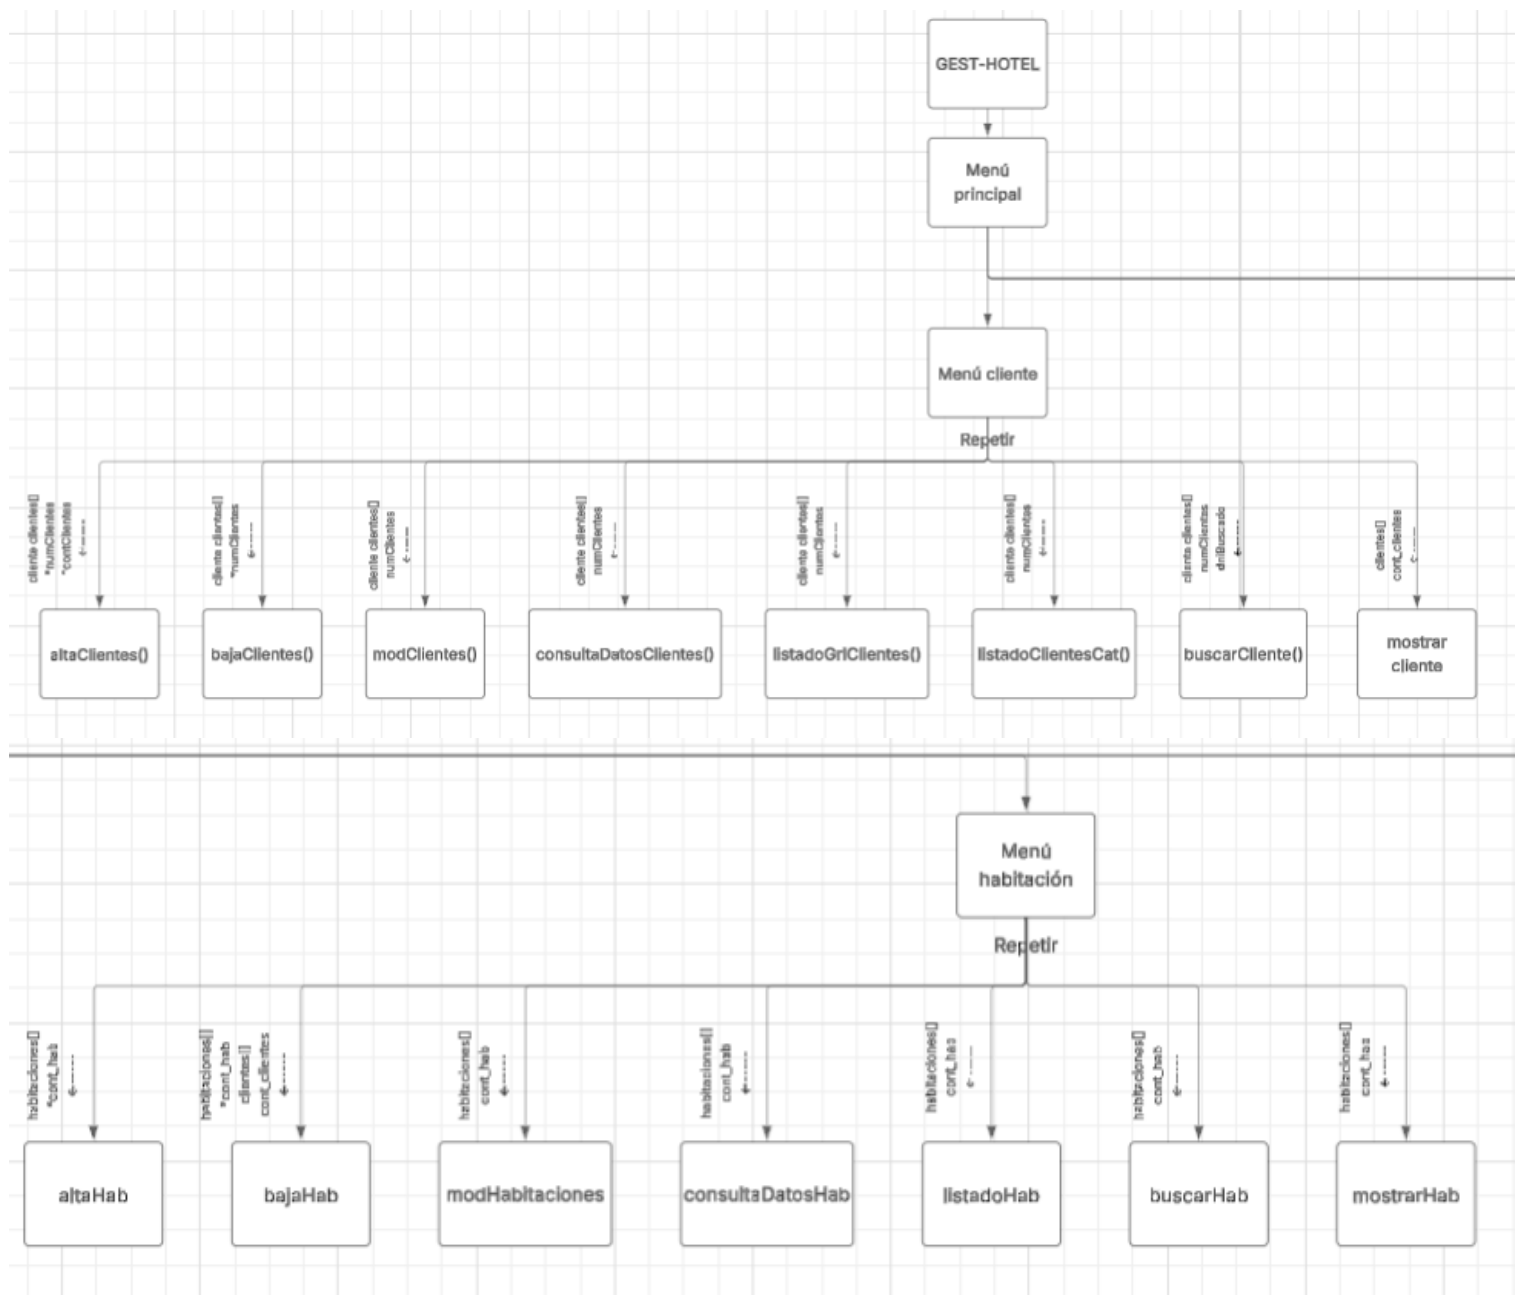 GEST-HOTEL
Menú
principal
Menú cliente
Repetir
cliente clientes[]
*numClientes
*contClientes
cliente clientes[]
*numClientes
cliente clientes[]
numClientes
cliente clientes[]
numClientes
cliente clientes[]
numClientes
cliente clientes[]
numClientes
cliente clientes[]
numClientes
dniBuscado
clientes[]
cont_clientes
altaClientes()
bajaClientes()
modClientes()
consultaDatosClientes()
listadoGrlClientes()
listadoClientesCat()
buscarCliente()
mostrar
cliente
Menú
habitación
Repetir
habitaciones[]
*cont_hab
habitaciones[]
*cont_hab
clientes[]
cont_clientes
habitaciones[]
cont_hab
habitaciones[]
cont_hab
habitaciones[]
cont_hab
habitaciones[]
cont_hab
habitaciones[]
cont_hab
altaHab
bajaHab
modHabitaciones
consultaDatosHab
listadoHab
buscarHab
mostrarHab